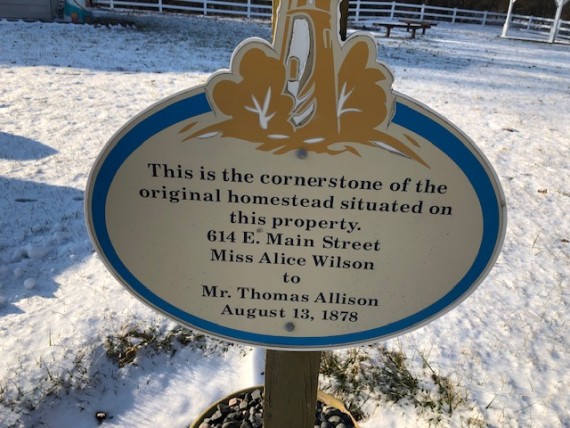 This is the cornerstone of the
original homestead situated on
this property.
614 E. Main Street
Miss Alice Wilson
to
Mr. Thomas Allison
August 13, 1878